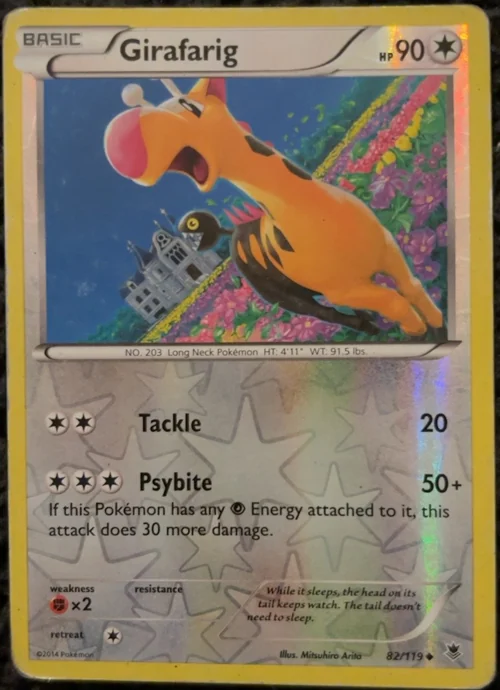 BASIC
Girafarig
HP 90
NO. 203 Long Neck Pokémon HT: 4'11" WT: 91.5 lbs.
Tackle 20
Psybite 50+
If this Pokémon has any Energy attached to it, this
attack does 30 more damage.
weakness resistance
×2
retreat
While it sleeps, the head on its
tail keeps watch. The tail doesn't
need to sleep.
©2014 Pokémon
Illus. Mitsuhiro Arita 82/119